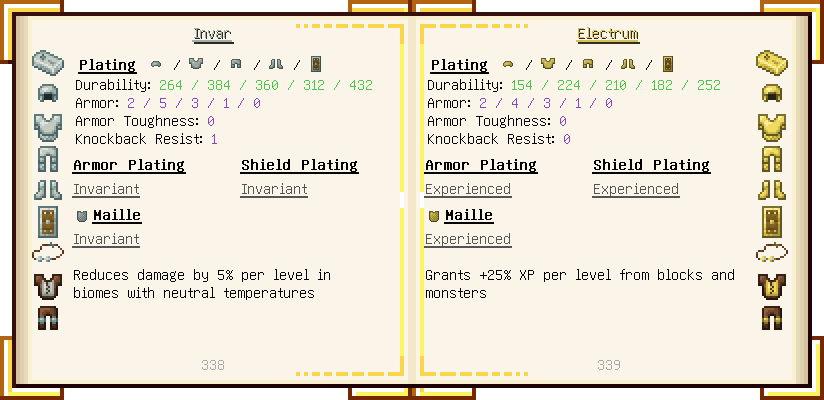 Invar
Plating / / / /
Durability: 264 / 384 / 360 / 312 / 432
Armor: 2 / 5 / 3 / 1 / 0
Armor Toughness: 0
Knockback Resist: 1
Armor Plating Shield Plating
Invariant Invariant
Maille
Invariant
Reduces damage by 5% per level in
biomes with neutral temperatures
338
Electrum
Plating / / / /
Durability: 154 / 224 / 210 / 182 / 252
Armor: 2 / 4 / 3 / 1 / 0
Armor Toughness: 0
Knockback Resist: 0
Armor Plating Shield Plating
Experienced Experienced
Maille
Experienced
Grants +25% XP per level from blocks and
monsters
339